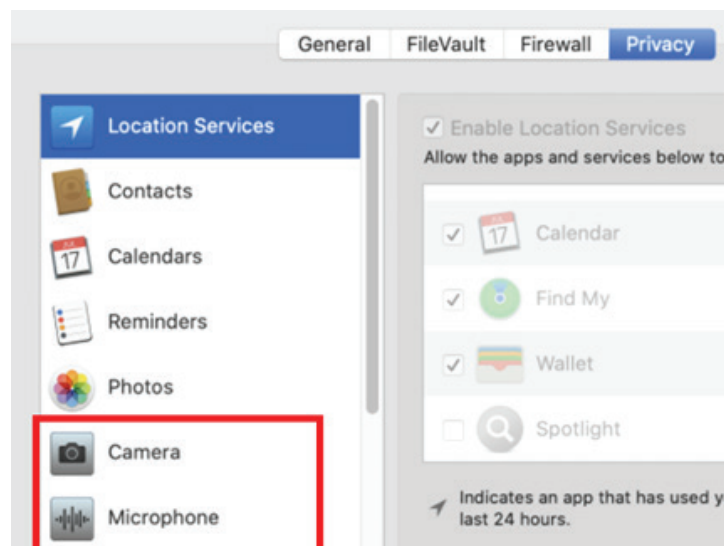 General FileVault Firewall Privacy
Location Services
Contacts
Calendars
Reminders
Photos
Camera
Microphone
Enable Location Services
Allow the apps and services below to
JUL
17
Calendar
Find My
Wallet
Spotlight
Indicates an app that has used y
last 24 hours.